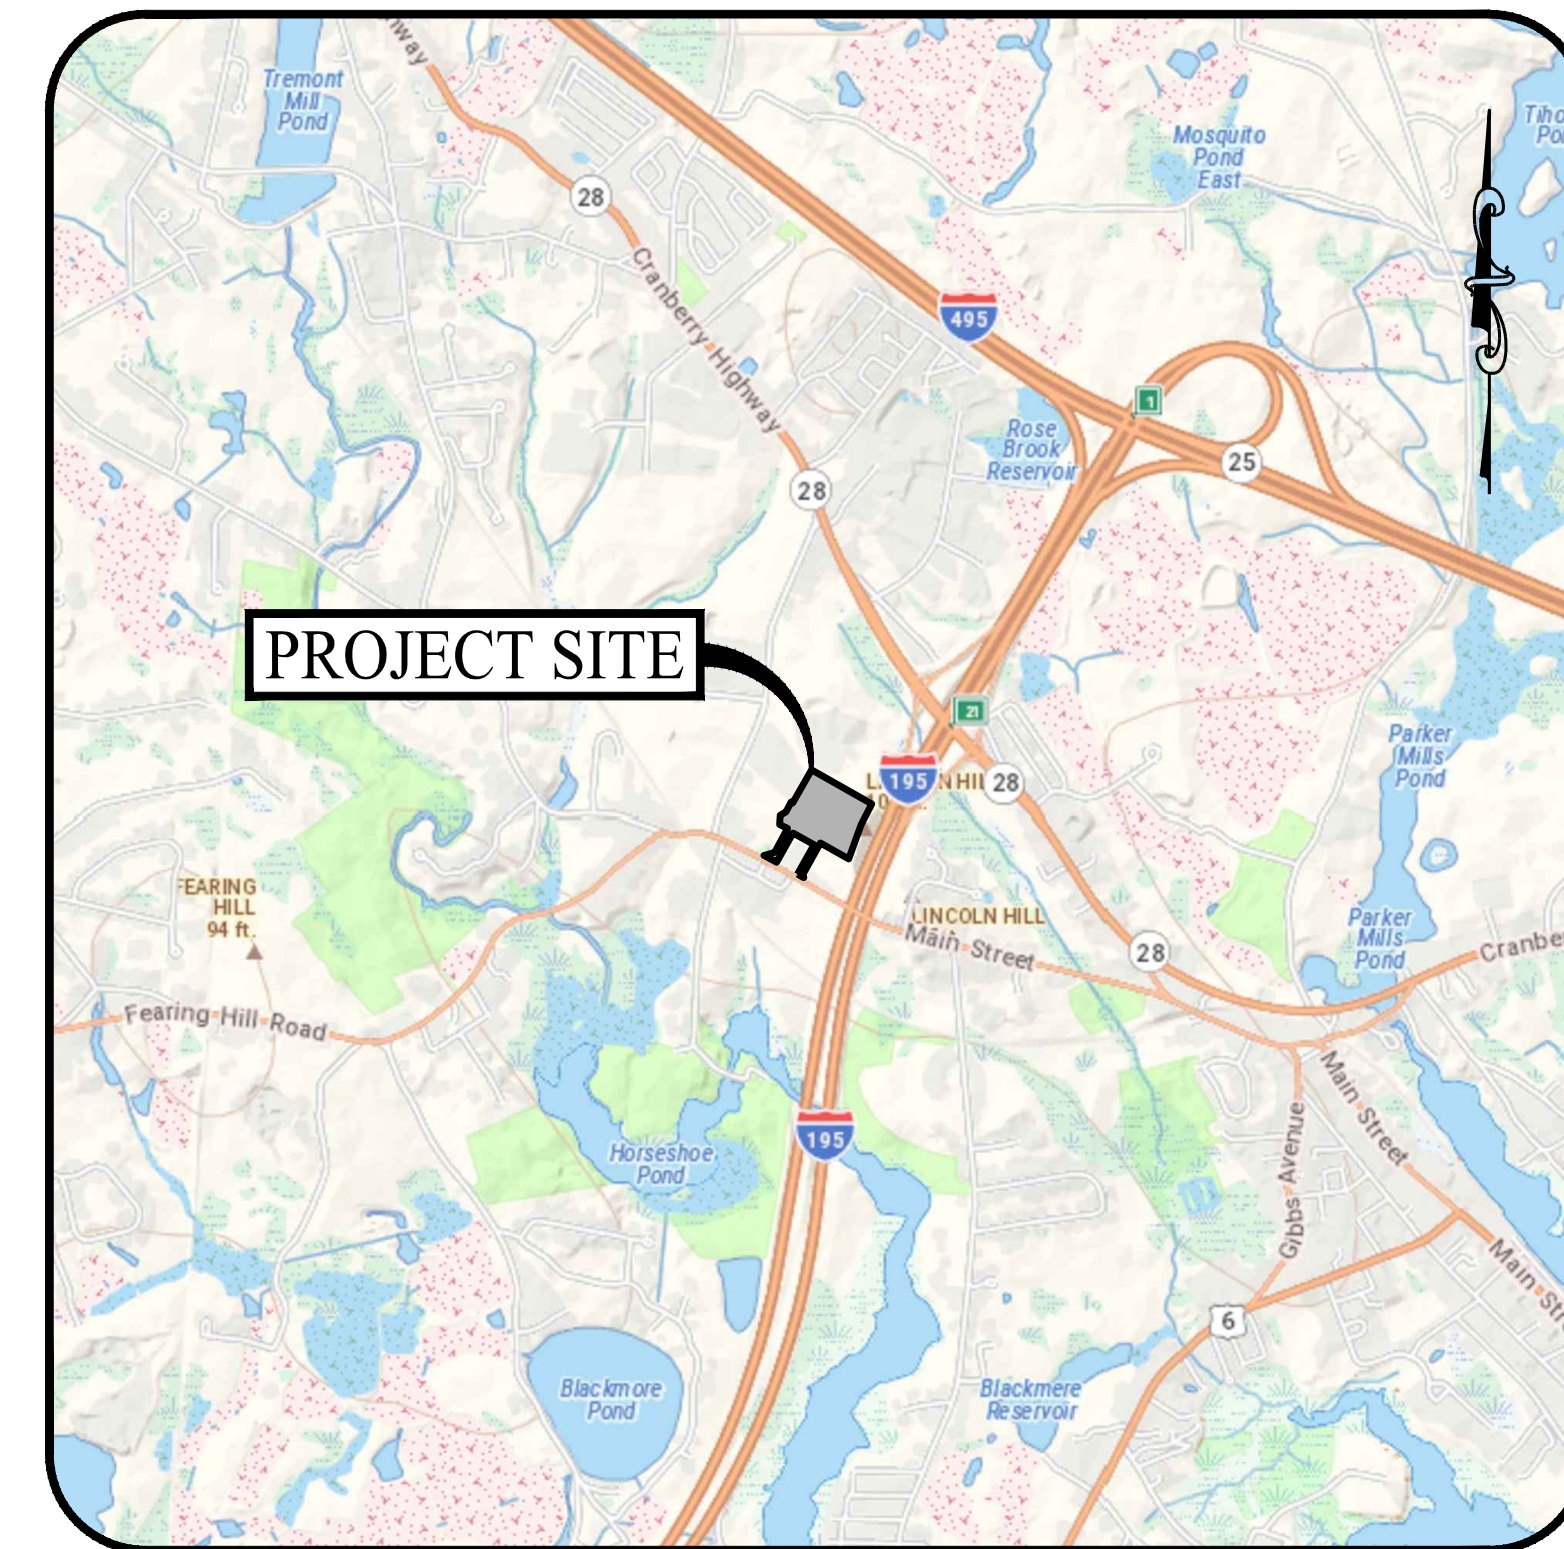 Tremont
Mill
Pond
Mosquito
Pond
East
28
Cranberry Highway
495
1
Rose
Brook
Reservoir
25
28
PROJECT SITE
21
195
28
Parker
Mills
Pond
FEARING
HILL
94 ft.
LINCOLN HILL
Main Street
28
Parker
Mills
Pond
Fearing Hill Road
Main Street
195
Horseshoe
Pond
Gibbs Avenue
6
Blackmore
Pond
Blackmere
Reservoir